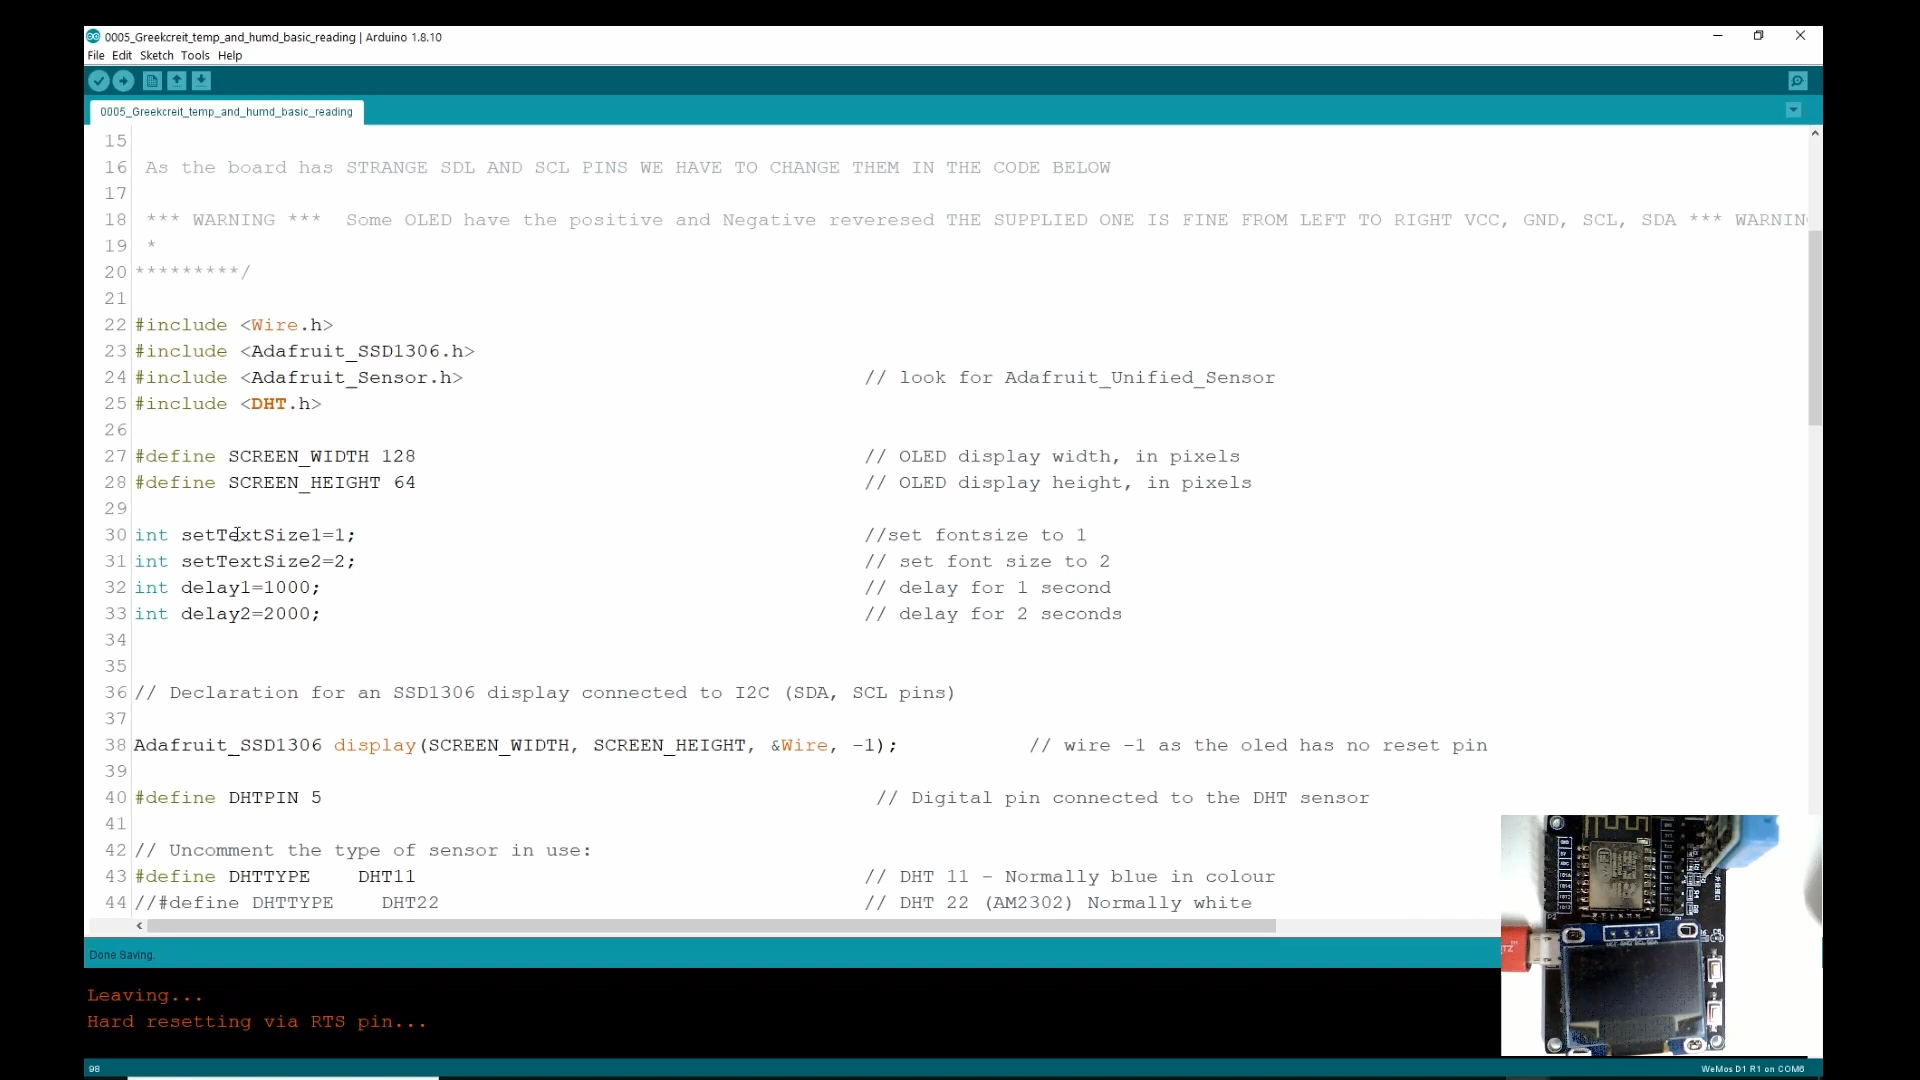 0005_Greekcreit_temp_and_humd_basic_reading | Arduino 1.8.10
File Edit Sketch Tools Help
0005_Greekcreit_temp_and_humd_basic_reading
15
16 As the board has STRANGE SDL AND SCL PINS WE HAVE TO CHANGE THEM IN THE CODE BELOW
17
18 *** WARNING *** Some OLED have the positive and Negative reveresed THE SUPPLIED ONE IS FINE FROM LEFT TO RIGHT VCC, GND, SCL, SDA *** WARNIN
19 *
20 *********/
21
22 #include <Wire.h>
23 #include <Adafruit_SSD1306.h>
24 #include <Adafruit_Sensor.h> // look for Adafruit_Unified_Sensor
25 #include <DHT.h>
26
27 #define SCREEN_WIDTH 128 // OLED display width, in pixels
28 #define SCREEN_HEIGHT 64 // OLED display height, in pixels
29
30 int setTextSize1=1; //set fontsize to 1
31 int setTextSize2=2; // set font size to 2
32 int delay1=1000; // delay for 1 second
33 int delay2=2000; // delay for 2 seconds
34
35
36 // Declaration for an SSD1306 display connected to I2C (SDA, SCL pins)
37
38 Adafruit_SSD1306 display(SCREEN_WIDTH, SCREEN_HEIGHT, &Wire, -1); // wire -1 as the oled has no reset pin
39
40 #define DHTPIN 5 // Digital pin connected to the DHT sensor
41
42 // Uncomment the type of sensor in use:
43 #define DHTTYPE DHT11 // DHT 11 - Normally blue in colour
44 //#define DHTTYPE DHT22 // DHT 22 (AM2302) Normally white
Done Saving.
Leaving...
Hard resetting via RTS pin...
98
WeMos D1 R1 on COM6